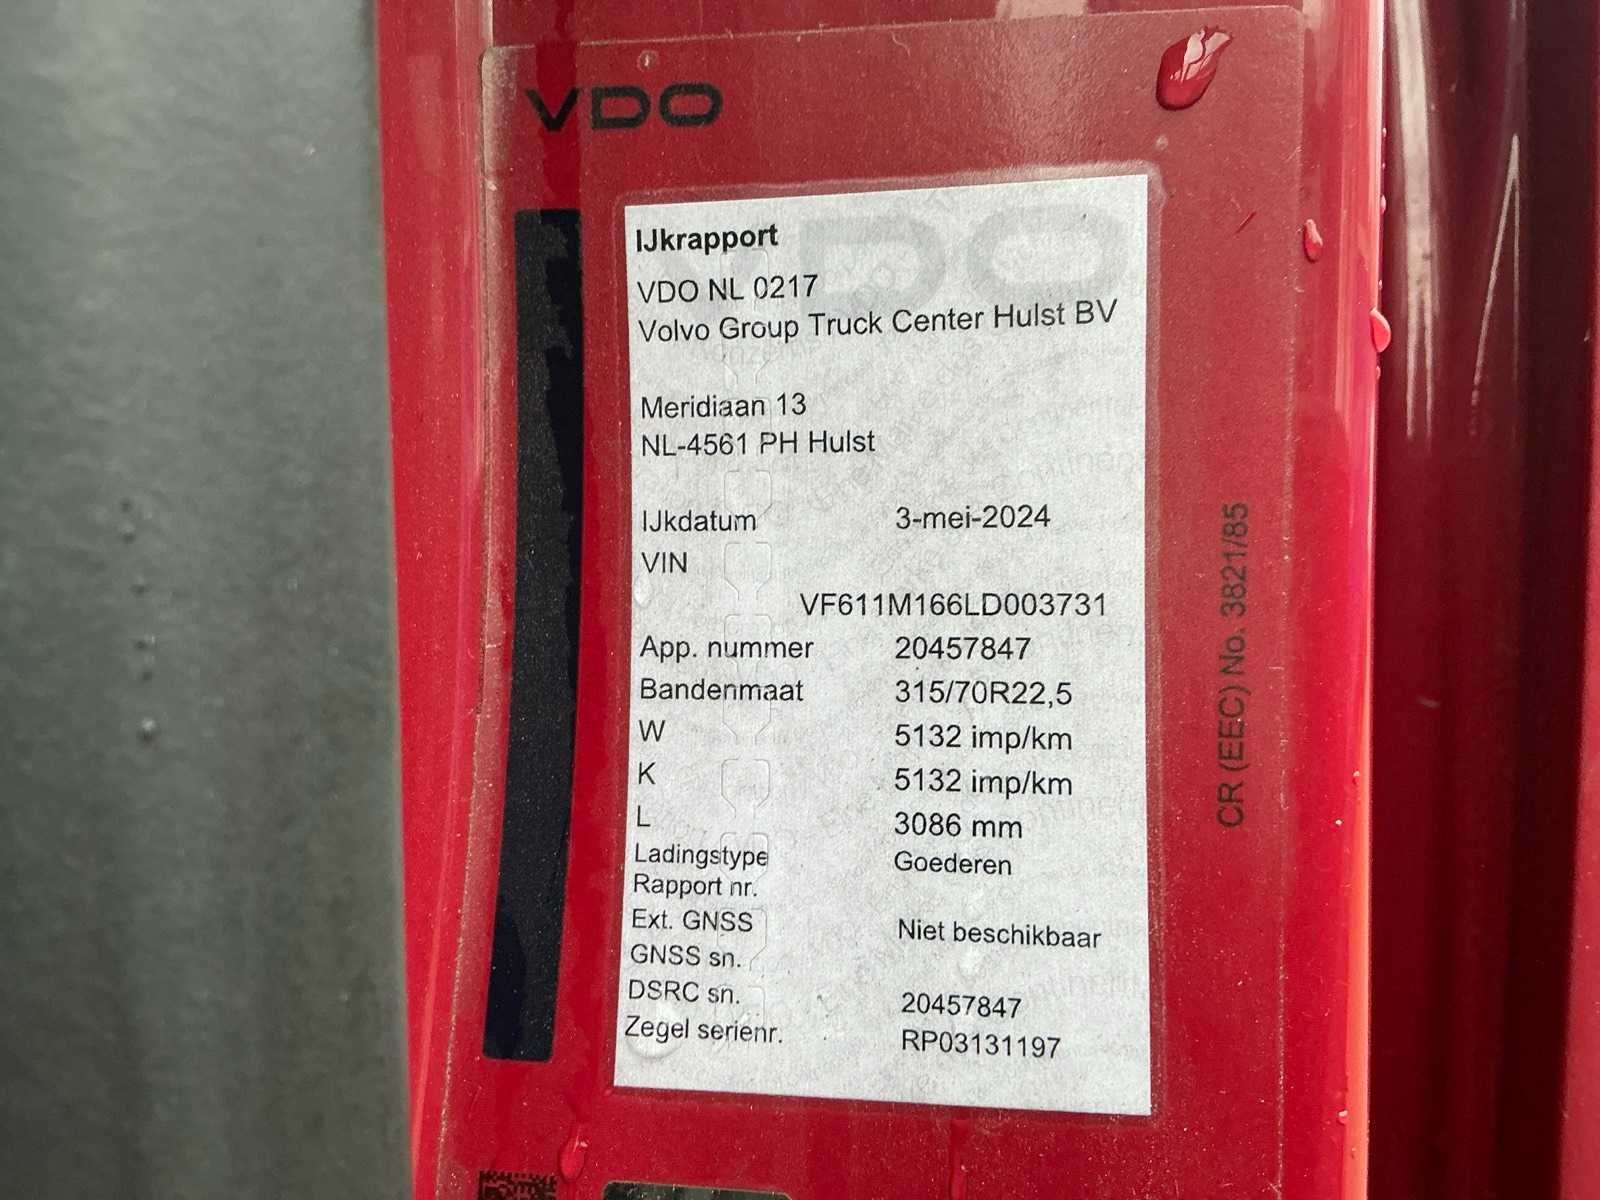 VDO
IJkrapport
VDO NL 0217
Volvo Group Truck Center Hulst BV
Meridiaan 13
NL-4561 PH Hulst
IJkdatum 3-mei-2024
VIN
VF611M166LD003731
App. nummer 20457847
Bandenmaat 315/70R22,5
W 5132 imp/km
K 5132 imp/km
L 3086 mm
Ladingstype Goederen
Rapport nr.
Ext. GNSS Niet beschikbaar
GNSS sn.
DSRC sn. 20457847
Zegel serienr. RP03131197
CR (EEC) No. 3821/85